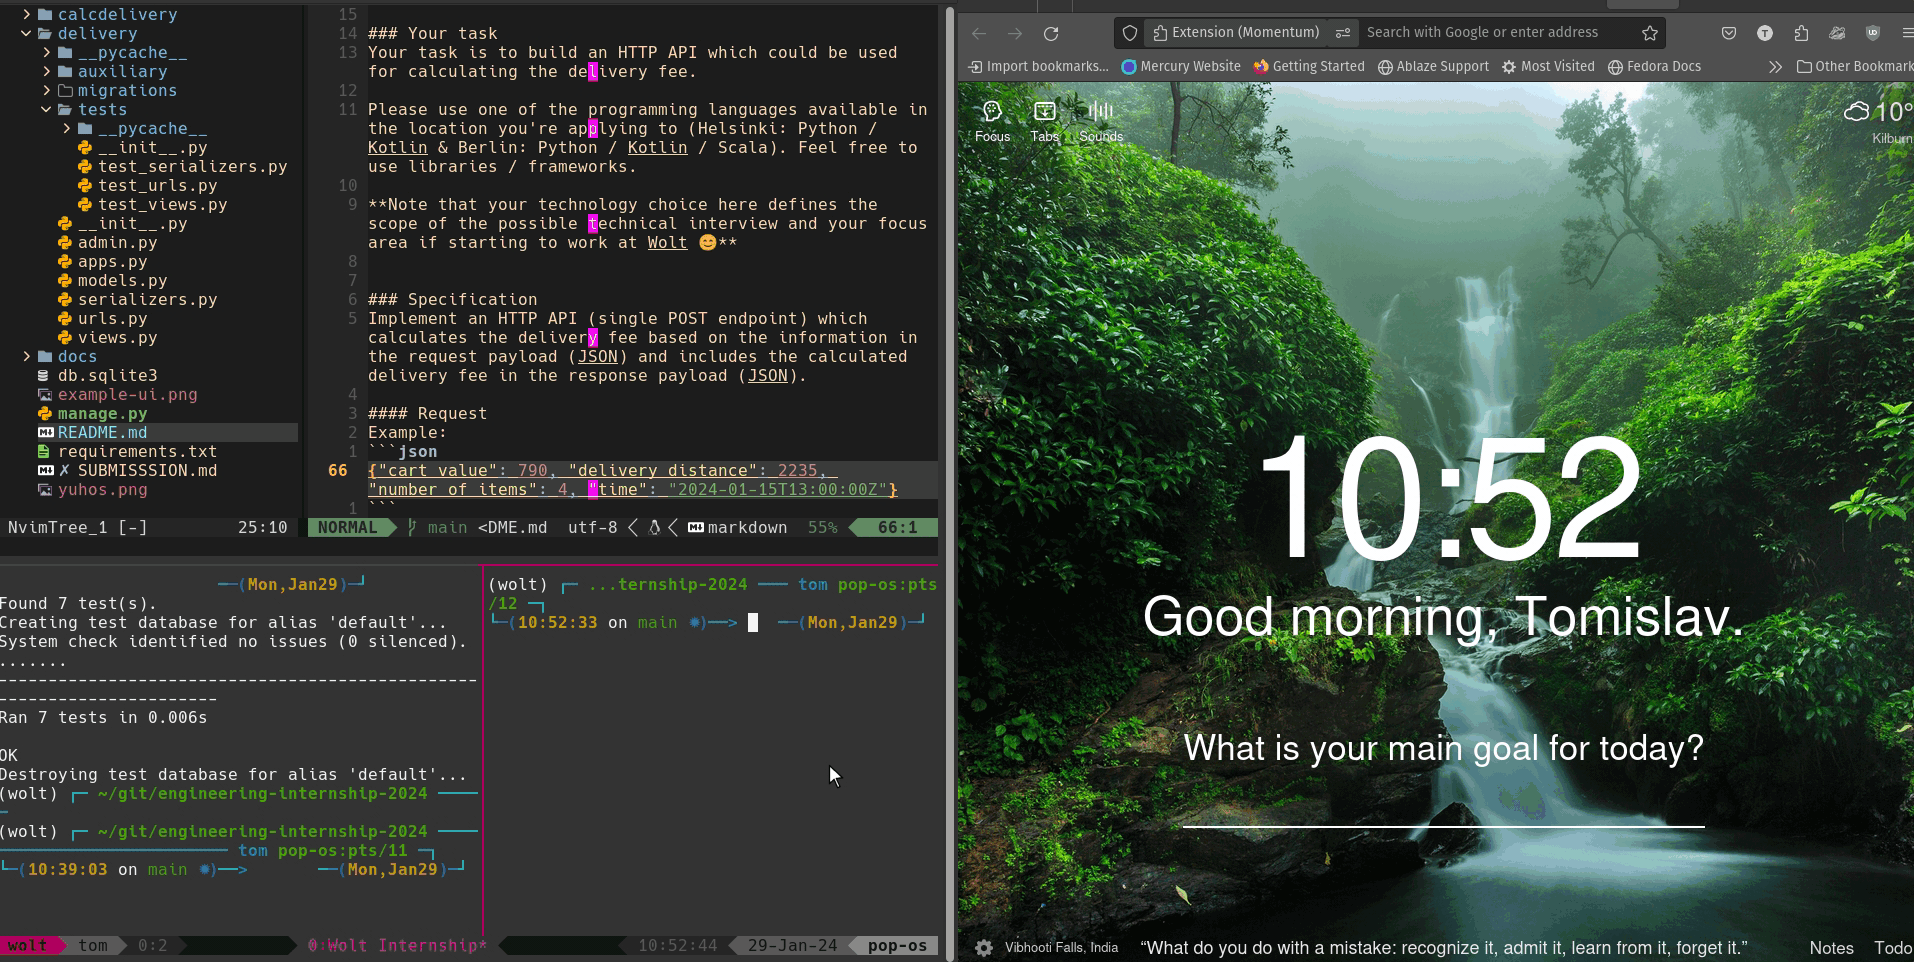 calcdelivery
delivery
__pycache__
auxiliary
migrations
tests
__pycache__
__init__.py
test_serializers.py
test_urls.py
test_views.py
__init__.py
admin.py
apps.py
models.py
serializers.py
urls.py
views.py
docs
db.sqlite3
example-ui.png
manage.py
README.md
requirements.txt
✗ SUBMISSSION.md
yuhos.png
NvimTree_1 [-] 25:10
15
14 ### Your task
13 Your task is to build an HTTP API which could be used
for calculating the delivery fee.
12
11 Please use one of the programming languages available in
the location you're applying to (Helsinki: Python /
Kotlin & Berlin: Python / Kotlin / Scala). Feel free to
use libraries / frameworks.
10
9 **Note that your technology choice here defines the
scope of the possible technical interview and your focus
area if starting to work at Wolt 😊**
8
7
6 ### Specification
5 Implement an HTTP API (single POST endpoint) which
calculates the delivery fee based on the information in
the request payload (JSON) and includes the calculated
delivery fee in the response payload (JSON).
4
3 #### Request
2 Example:
1 ```json
66 {"cart_value": 790, "delivery_distance": 2235,
"number_of_items": 4, "time": "2024-01-15T13:00:00Z"}
1 ```
NORMAL main <DME.md utf-8 < < markdown 55% 66:1
─(Mon,Jan29)─┘
Found 7 test(s).
Creating test database for alias 'default'...
System check identified no issues (0 silenced).
.......
-----------------------------------------------
----------------------
Ran 7 tests in 0.006s
OK
Destroying test database for alias 'default'...
(wolt) ┌─ ~/git/engineering-internship-2024 ────
─
(wolt) ┌─ ~/git/engineering-internship-2024 ────
─────────────────────── tom pop-os:pts/11 ─┐
└─(10:39:03 on main ✹)──> ─(Mon,Jan29)─┘
(wolt) ┌─ ...ternship-2024 ─── tom pop-os:pts
/12 ─┐
└─(10:52:33 on main ✹)──> ─(Mon,Jan29)─┘
wolt tom 0:2 0 Wolt Internship* 10:52:44 29-Jan-24 pop-os
Extension (Momentum) Search with Google or enter address
T
UD
Import bookmarks... Mercury Website Getting Started Ablaze Support Most Visited Fedora Docs Other Bookmark
Focus Tabs Sounds
10°
Kilburn
10:52
Good morning, Tomislav.
What is your main goal for today?
Vibhooti Falls, India “What do you do with a mistake: recognize it, admit it, learn from it, forget it.” Notes Todo